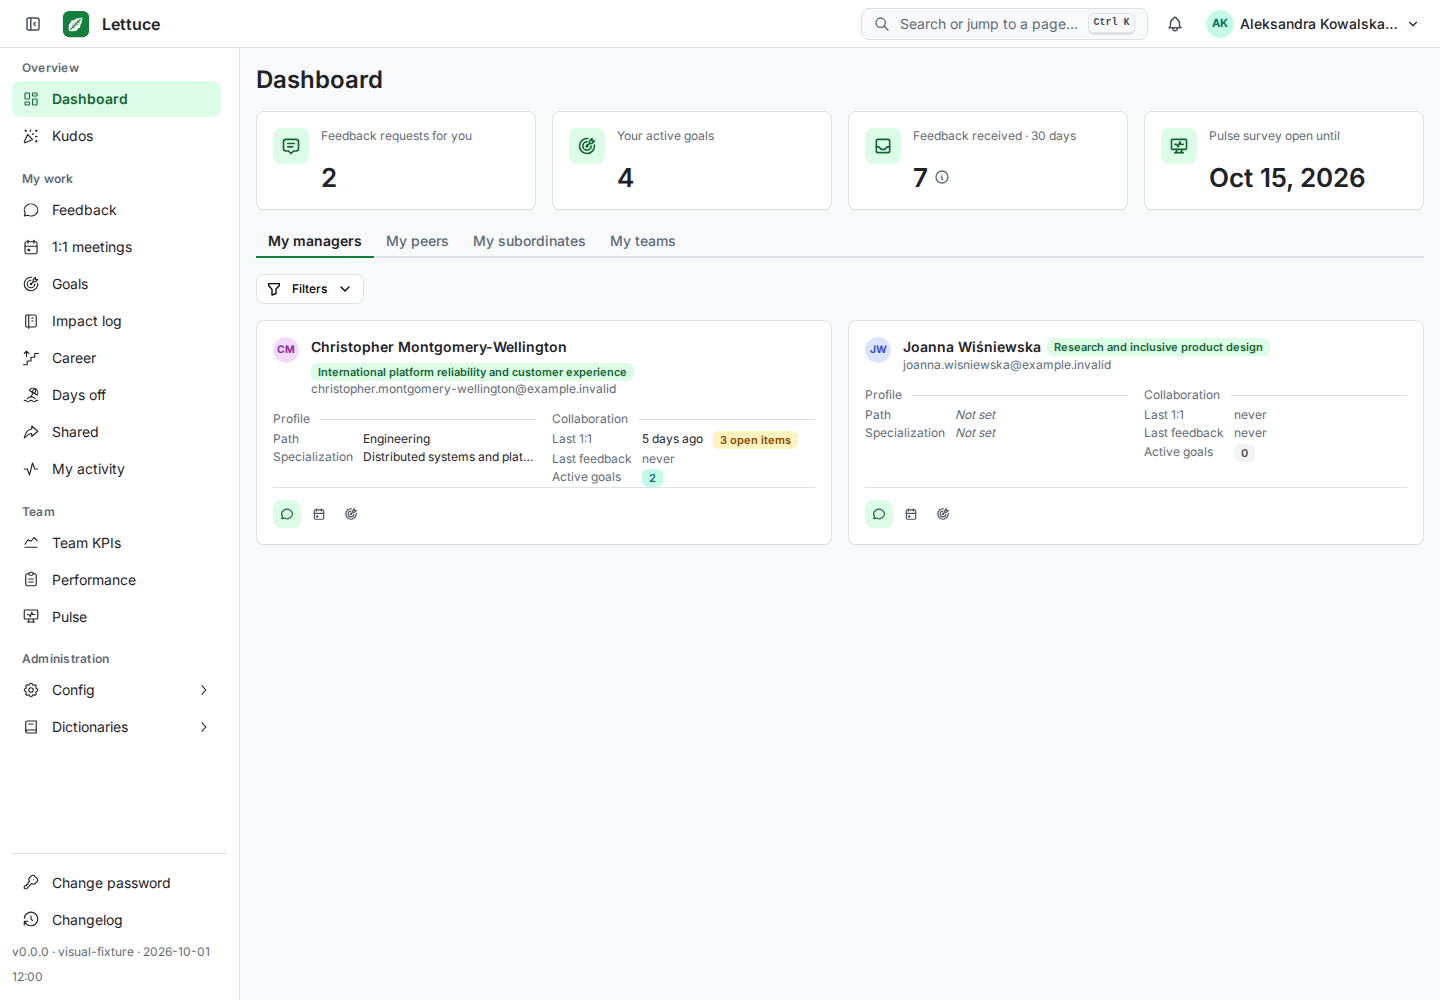 Lettuce
Search or jump to a page...
Ctrl K
AK
Aleksandra Kowalska...
Overview
Dashboard
Kudos
My work
Feedback
1:1 meetings
Goals
Impact log
Career
Days off
Shared
My activity
Team
Team KPIs
Performance
Pulse
Administration
Config
Dictionaries
Change password
Changelog
v0.0.0 · visual-fixture · 2026-10-01
12:00
Dashboard
Feedback requests for you
2
Your active goals
4
Feedback received · 30 days
7
Pulse survey open until
Oct 15, 2026
My managers My peers My subordinates My teams
Filters
CM
Christopher Montgomery-Wellington
International platform reliability and customer experience
christopher.montgomery-wellington@example.invalid
Profile
Path Engineering
Specialization Distributed systems and plat...
Collaboration
Last 1:1 5 days ago 3 open items
Last feedback never
Active goals 2
JW
Joanna Wiśniewska Research and inclusive product design
joanna.wisniewska@example.invalid
Profile
Path Not set
Specialization Not set
Collaboration
Last 1:1 never
Last feedback never
Active goals 0